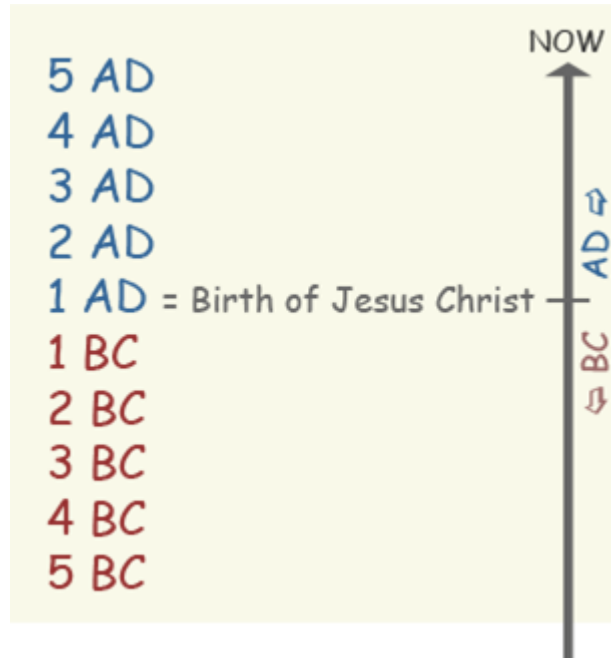 NOW
5 AD
4 AD
3 AD
2 AD
1 AD = Birth of Jesus Christ
1 BC
2 BC
3 BC
4 BC
5 BC
AD ⇨
⇦ BC